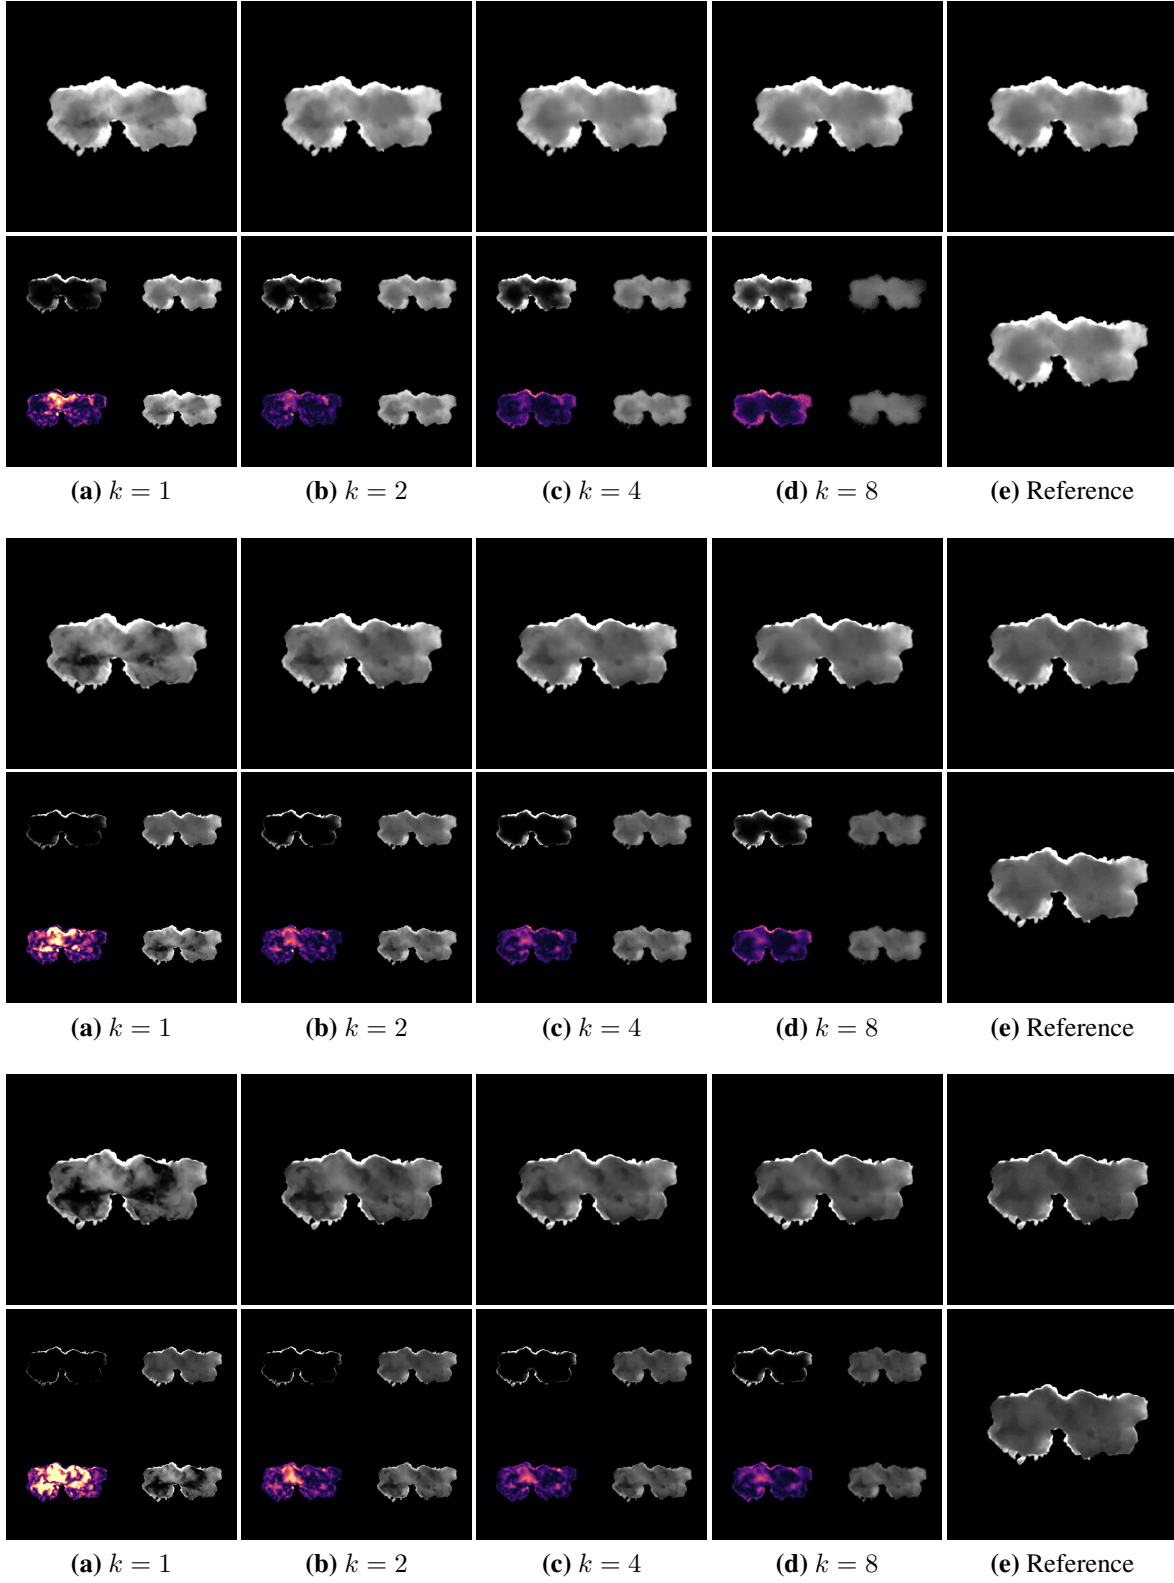 (a) k = 1 (b) k = 2 (c) k = 4 (d) k = 8 (e) Reference
(a) k = 1 (b) k = 2 (c) k = 4 (d) k = 8 (e) Reference
(a) k = 1 (b) k = 2 (c) k = 4 (d) k = 8 (e) Reference